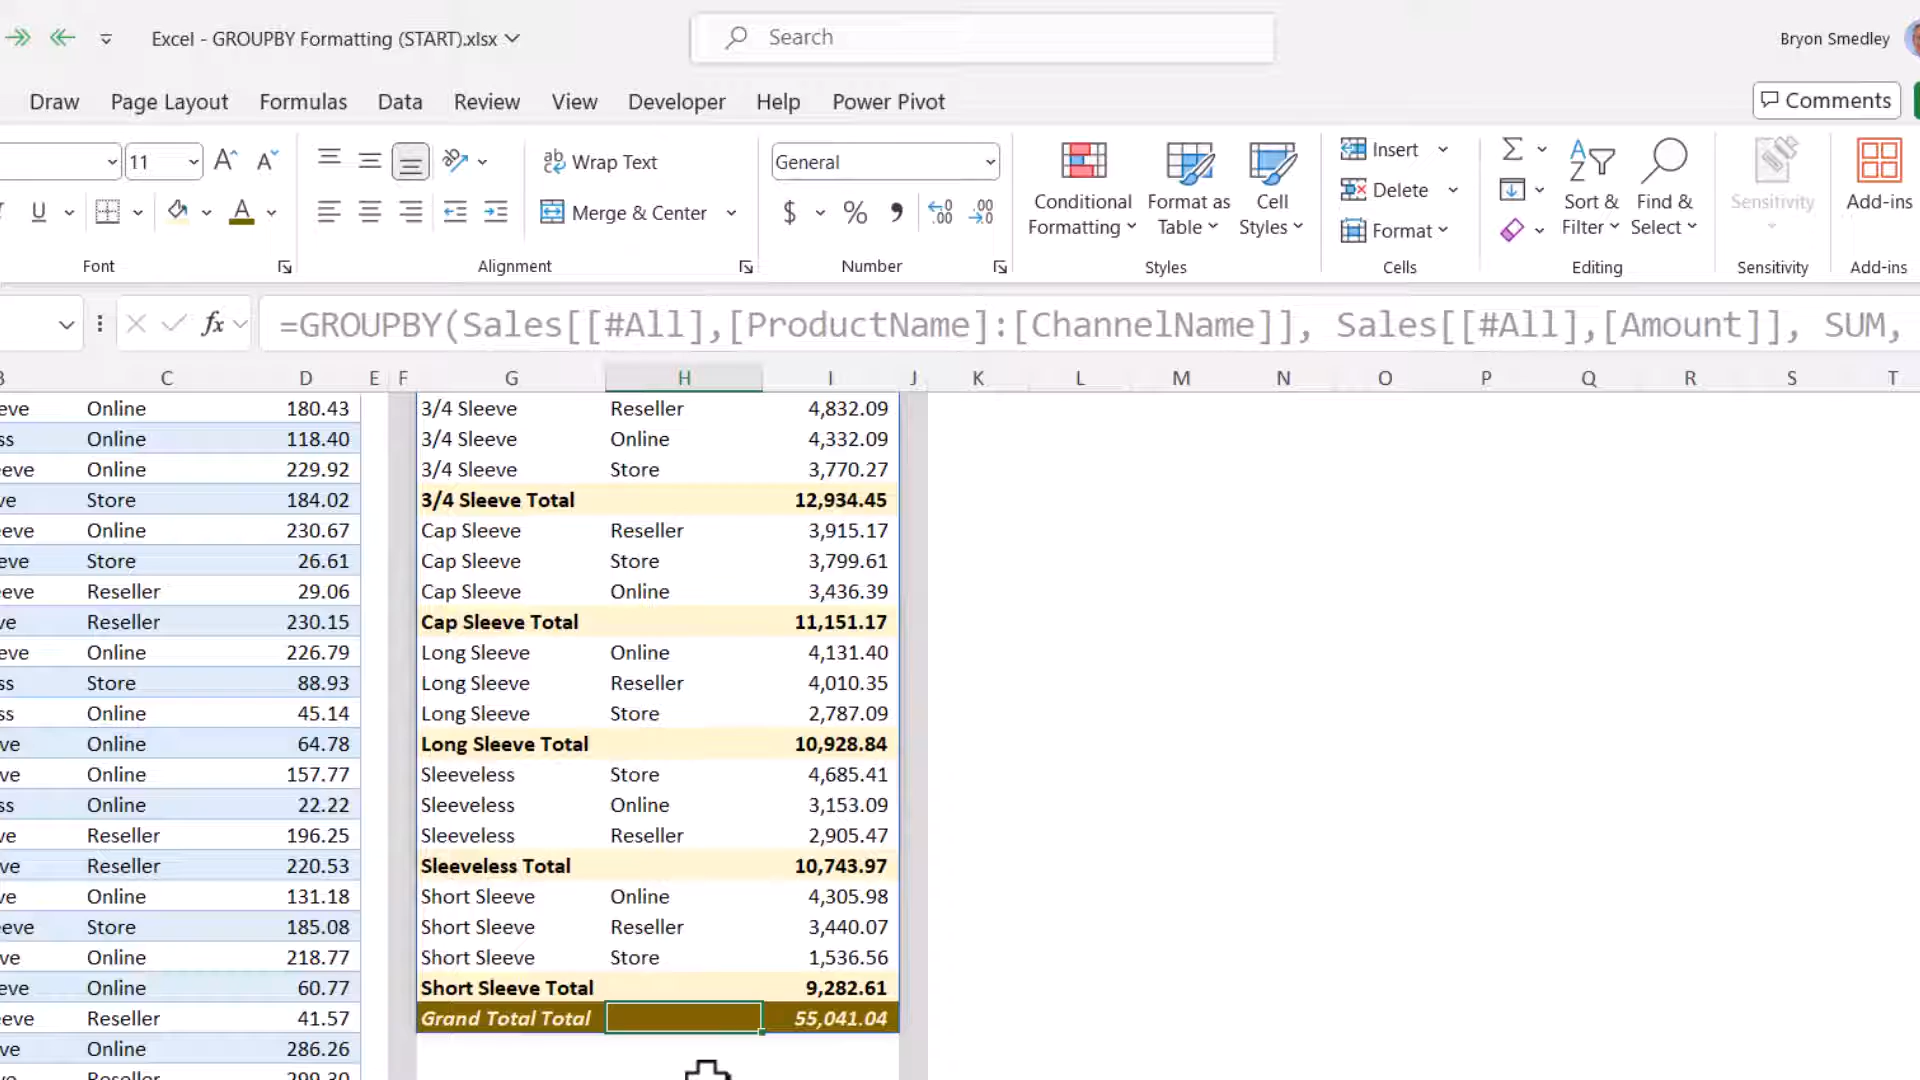 Excel - GROUPBY Formatting (START).xlsx
Search
Bryon Smedley
Draw Page Layout Formulas Data Review View Developer Help Power Pivot
Comments
11 Wrap Text General
Merge & Center
Conditional Formatting
Format as Table
Cell Styles
Insert
Delete
Format
Sort & Filter
Find & Select
Sensitivity
Add-ins
Font Alignment Number Styles Cells Editing Sensitivity Add-ins
=GROUPBY(Sales[[#All],[ProductName]:[ChannelName]], Sales[[#All],[Amount]], SUM,
C D E F G H I J K L M N O P Q R S T
eve Online 180.43 3/4 Sleeve Reseller 4,832.09
ss Online 118.40 3/4 Sleeve Online 4,332.09
eeve Online 229.92 3/4 Sleeve Store 3,770.27
ve Store 184.02 3/4 Sleeve Total 12,934.45
eeve Online 230.67 Cap Sleeve Reseller 3,915.17
eve Store 26.61 Cap Sleeve Store 3,799.61
eve Reseller 29.06 Cap Sleeve Online 3,436.39
ve Reseller 230.15 Cap Sleeve Total 11,151.17
eve Online 226.79 Long Sleeve Online 4,131.40
ss Store 88.93 Long Sleeve Reseller 4,010.35
ss Online 45.14 Long Sleeve Store 2,787.09
ve Online 64.78 Long Sleeve Total 10,928.84
ve Online 157.77 Sleeveless Store 4,685.41
ss Online 22.22 Sleeveless Online 3,153.09
ve Reseller 196.25 Sleeveless Reseller 2,905.47
ve Reseller 220.53 Sleeveless Total 10,743.97
ve Online 131.18 Short Sleeve Online 4,305.98
eeve Store 185.08 Short Sleeve Reseller 3,440.07
ve Online 218.77 Short Sleeve Store 1,536.56
eeve Online 60.77 Short Sleeve Total 9,282.61
eeve Reseller 41.57 Grand Total Total 55,041.04
ve Online 286.26
Reseller 299.30